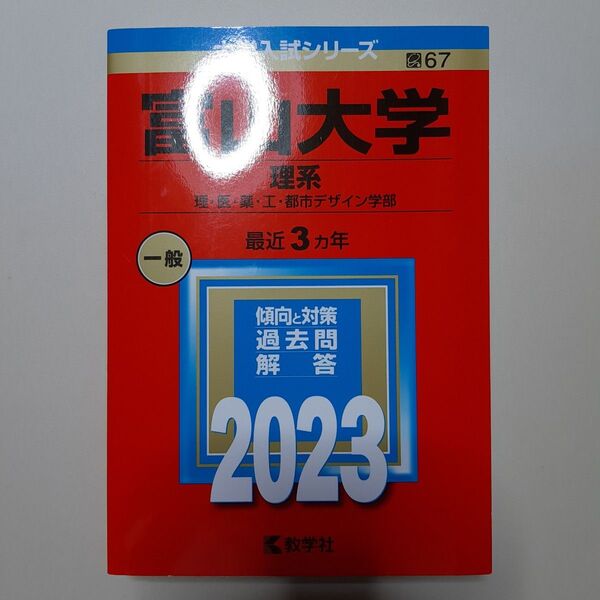 大学入試シリーズ
67
富山大学
理系
理・医・薬・工・都市デザイン学部
最近3カ年
一般
傾向と対策
過去問
解答
2023
教学社